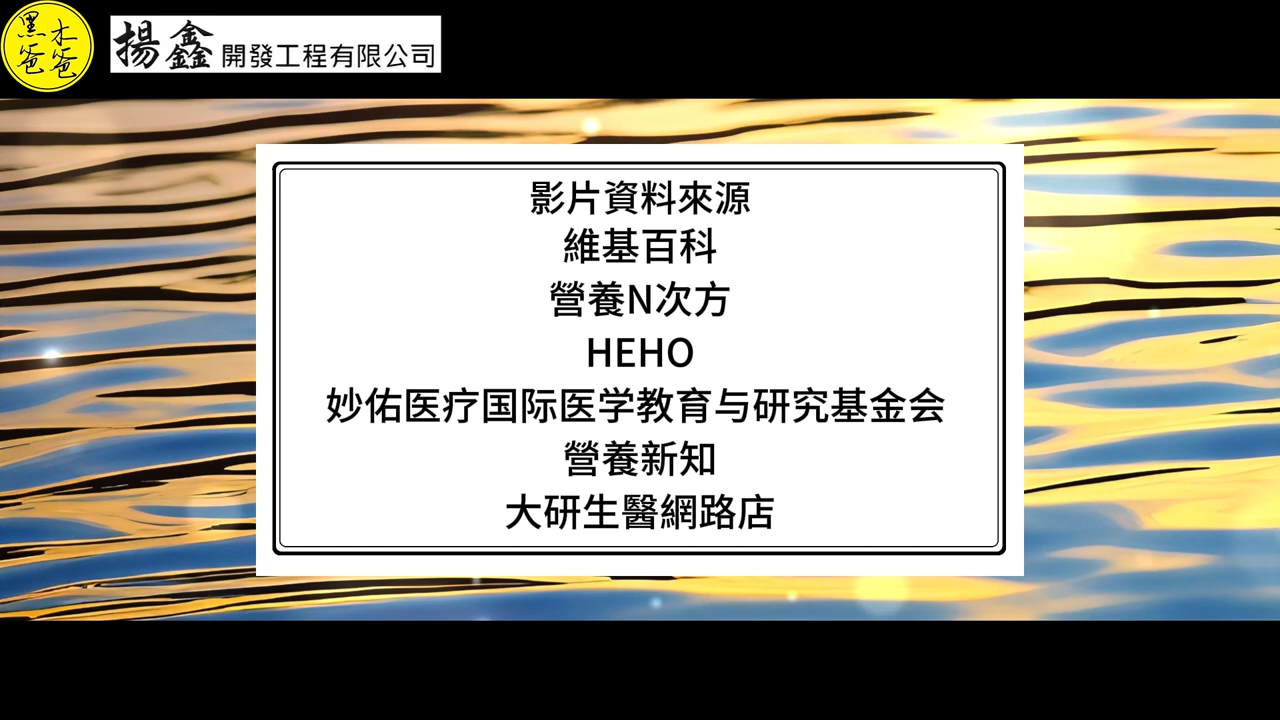 黑木爸爸
揚鑫開發工程有限公司
影片資料來源
維基百科
營養N次方
HEHO
妙佑医疗国际医学教育与研究基金会
營養新知
大研生醫網路店